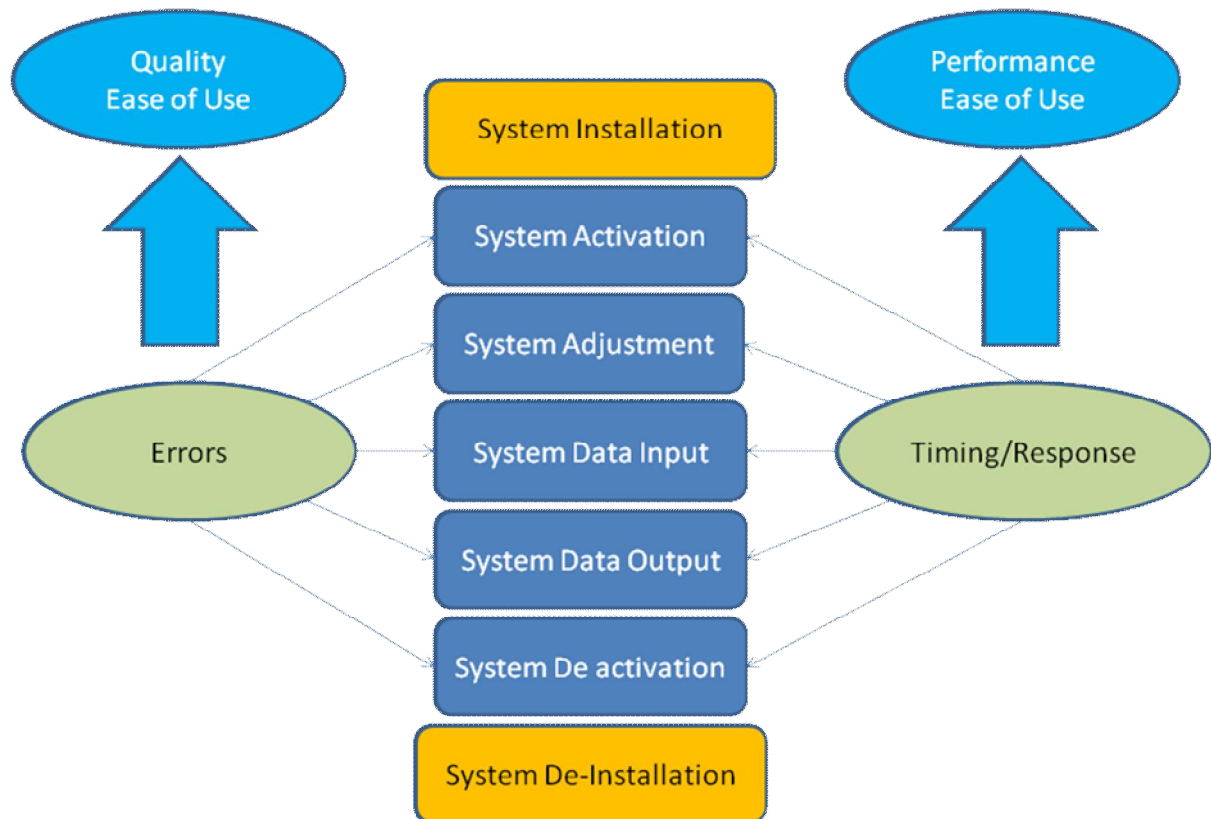 Quality
Ease of Use
Performance
Ease of Use
System Installation
System Activation
System Adjustment
Errors
System Data Input
Timing/Response
System Data Output
System De activation
System De-Installation